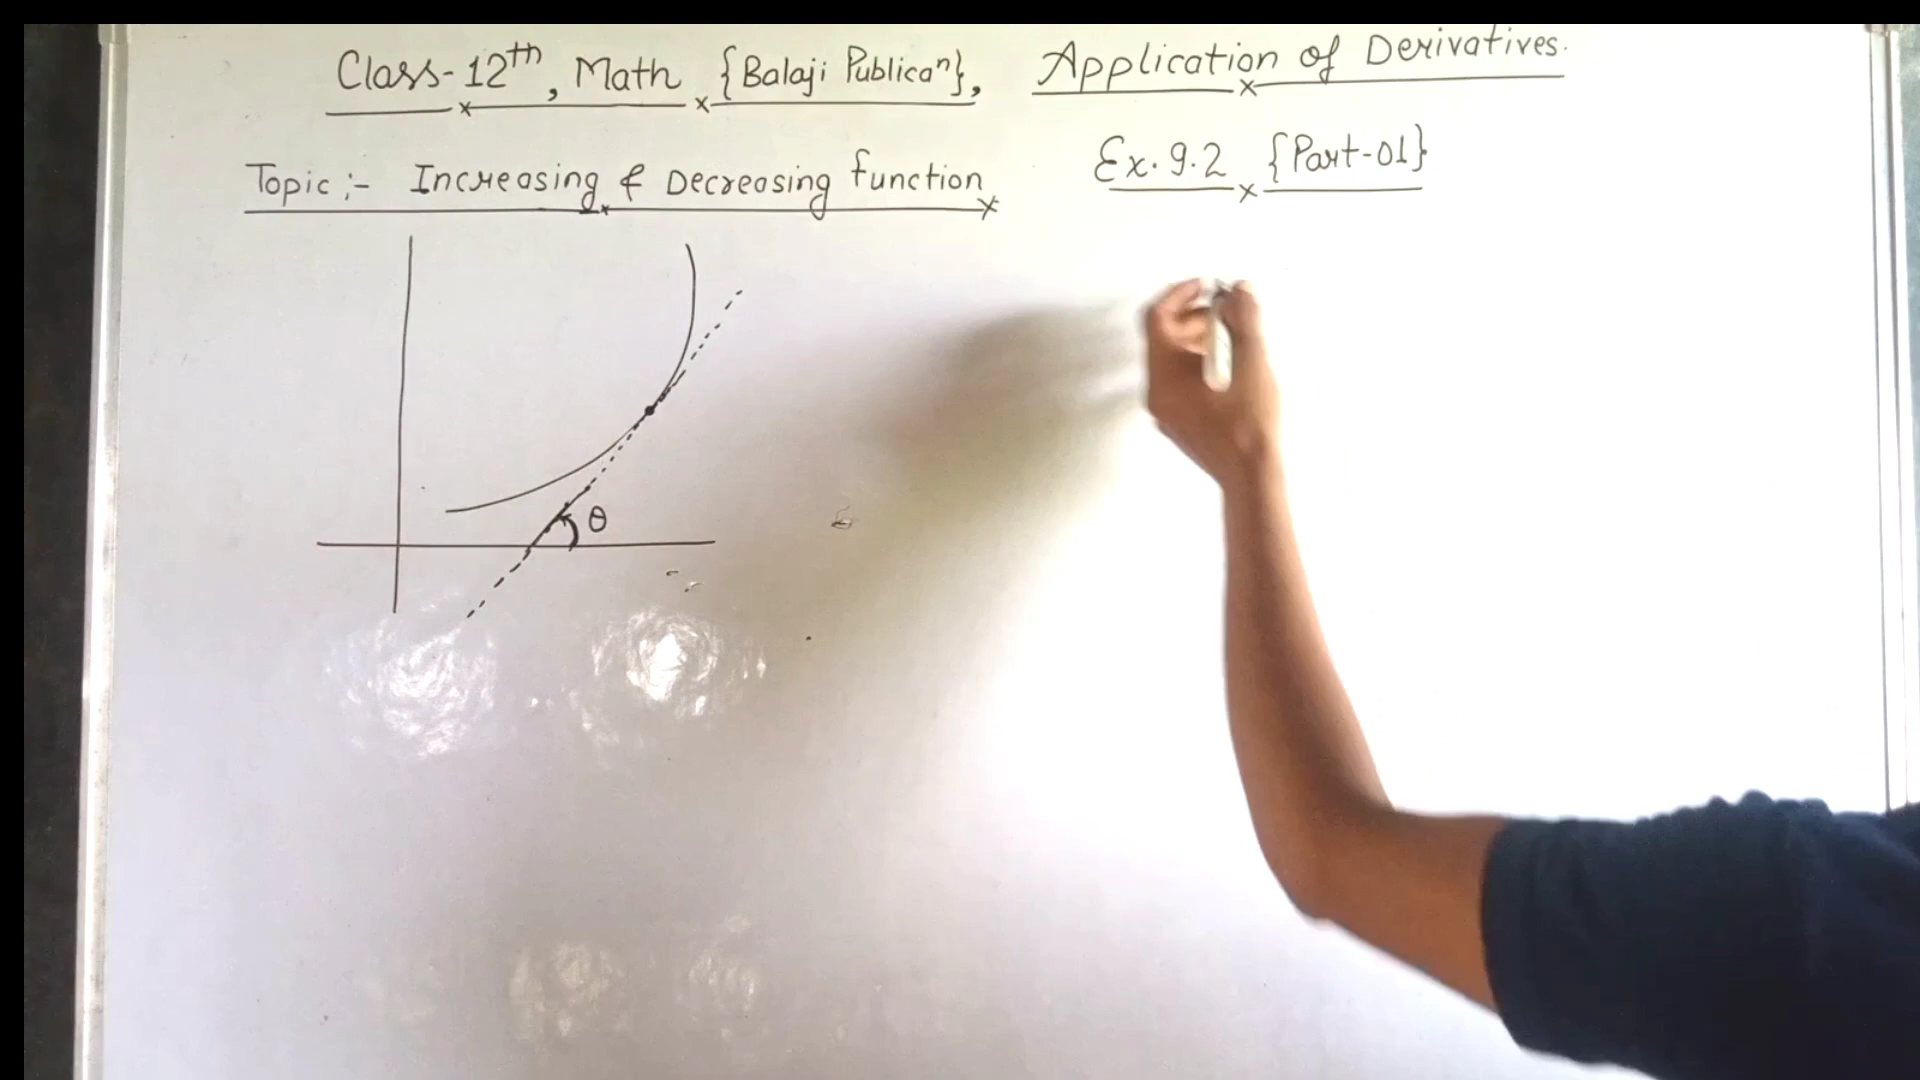 Class-12th, Math {Balaji Publicaⁿ}, Application of Derivatives.
Topic :- Increasing & Decreasing function
Ex. 9.2 {Part-01}
θ